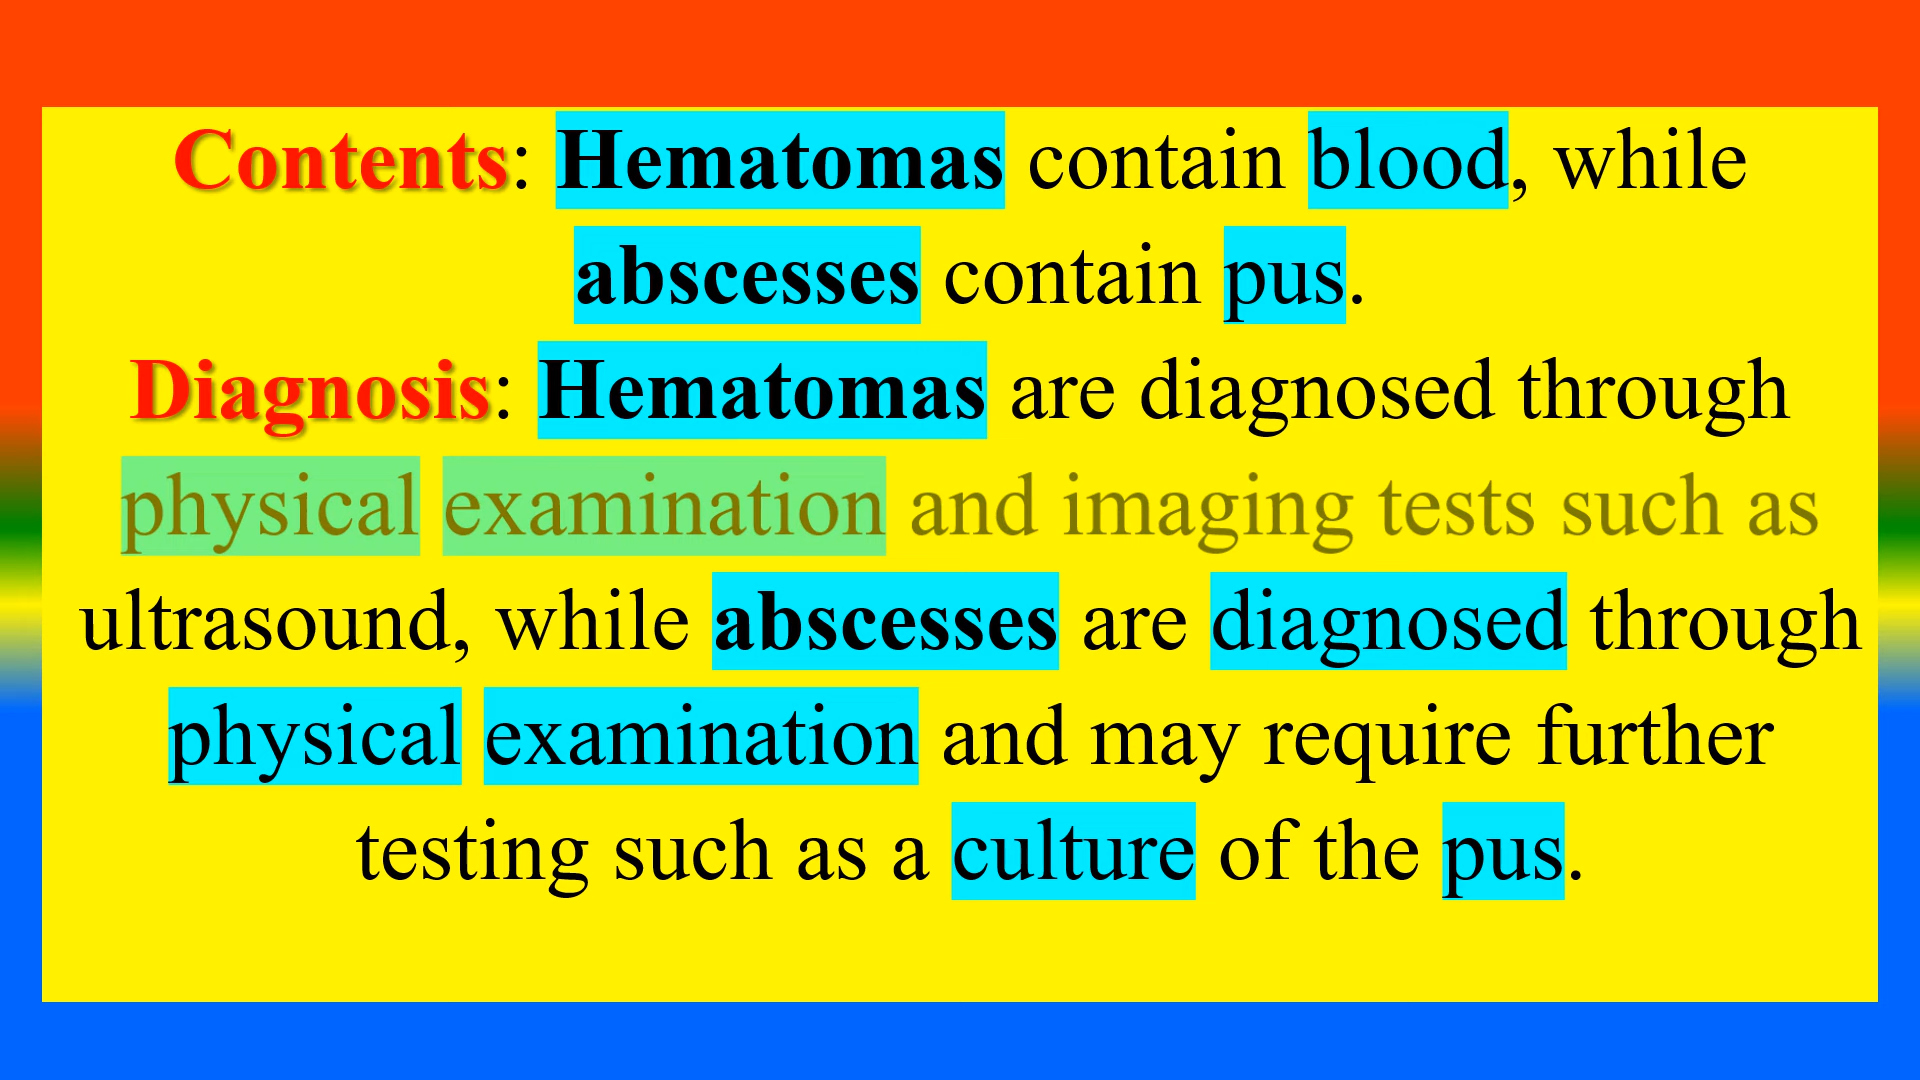 Contents: Hematomas contain blood, while
abscesses contain pus.
Diagnosis: Hematomas are diagnosed through
physical examination and imaging tests such as
ultrasound, while abscesses are diagnosed through
physical examination and may require further
testing such as a culture of the pus.